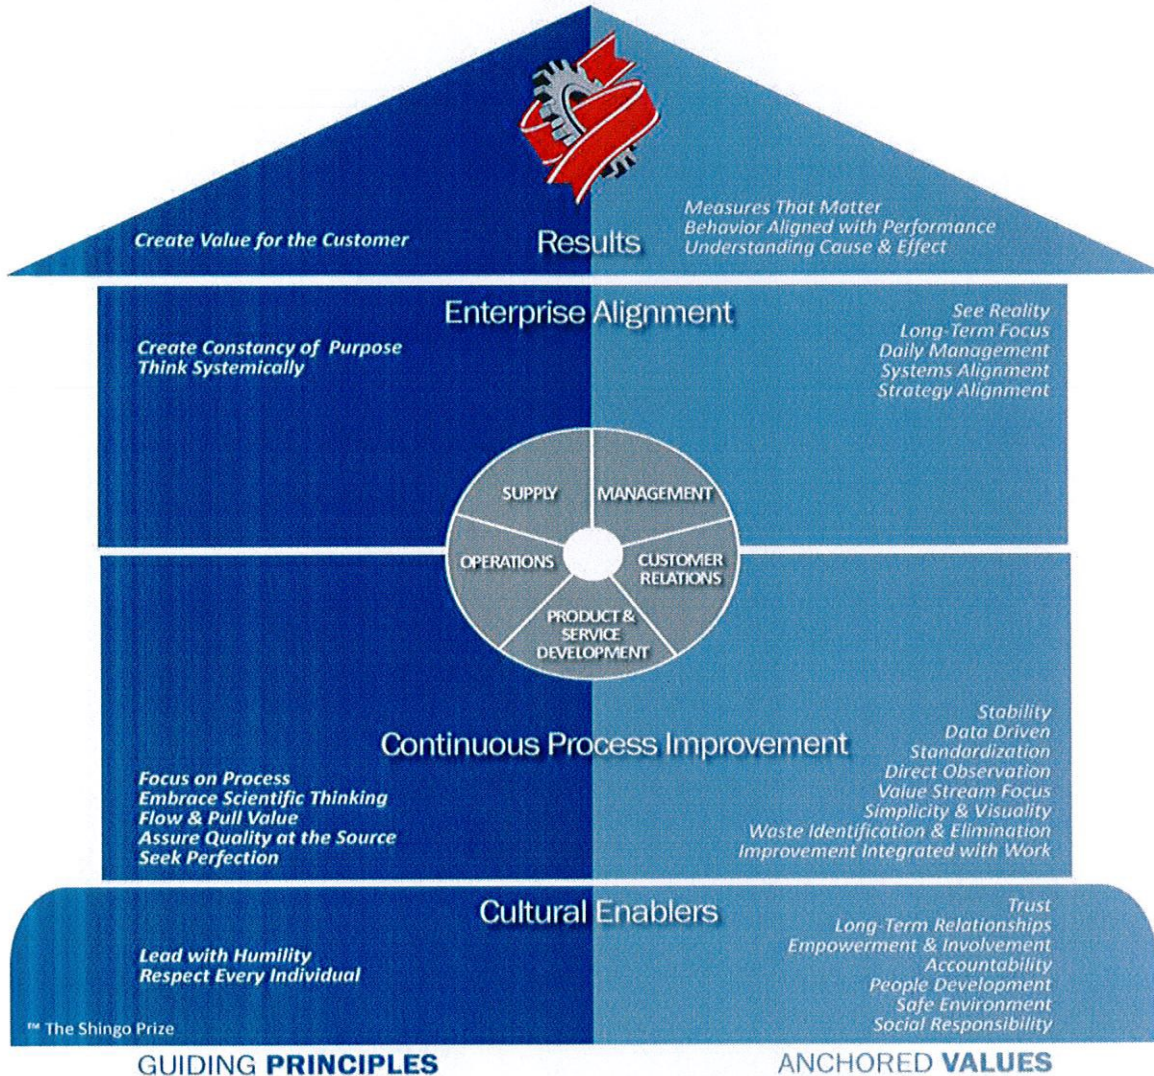 Create Value for the Customer
Results
Measures That Matter
Behavior Aligned with Performance
Understanding Cause & Effect
Enterprise Alignment
Create Constancy of Purpose
Think Systemically
See Reality
Long-Term Focus
Daily Management
Systems Alignment
Strategy Alignment
SUPPLY
MANAGEMENT
OPERATIONS
CUSTOMER
RELATIONS
PRODUCT &
SERVICE
DEVELOPMENT
Continuous Process Improvement
Focus on Process
Embrace Scientific Thinking
Flow & Pull Value
Assure Quality at the Source
Seek Perfection
Stability
Data Driven
Standardization
Direct Observation
Value Stream Focus
Simplicity & Visuality
Waste Identification & Elimination
Improvement Integrated with Work
Cultural Enablers
Lead with Humility
Respect Every Individual
Trust
Long-Term Relationships
Empowerment & Involvement
Accountability
People Development
Safe Environment
Social Responsibility
™ The Shingo Prize
GUIDING PRINCIPLES
ANCHORED VALUES